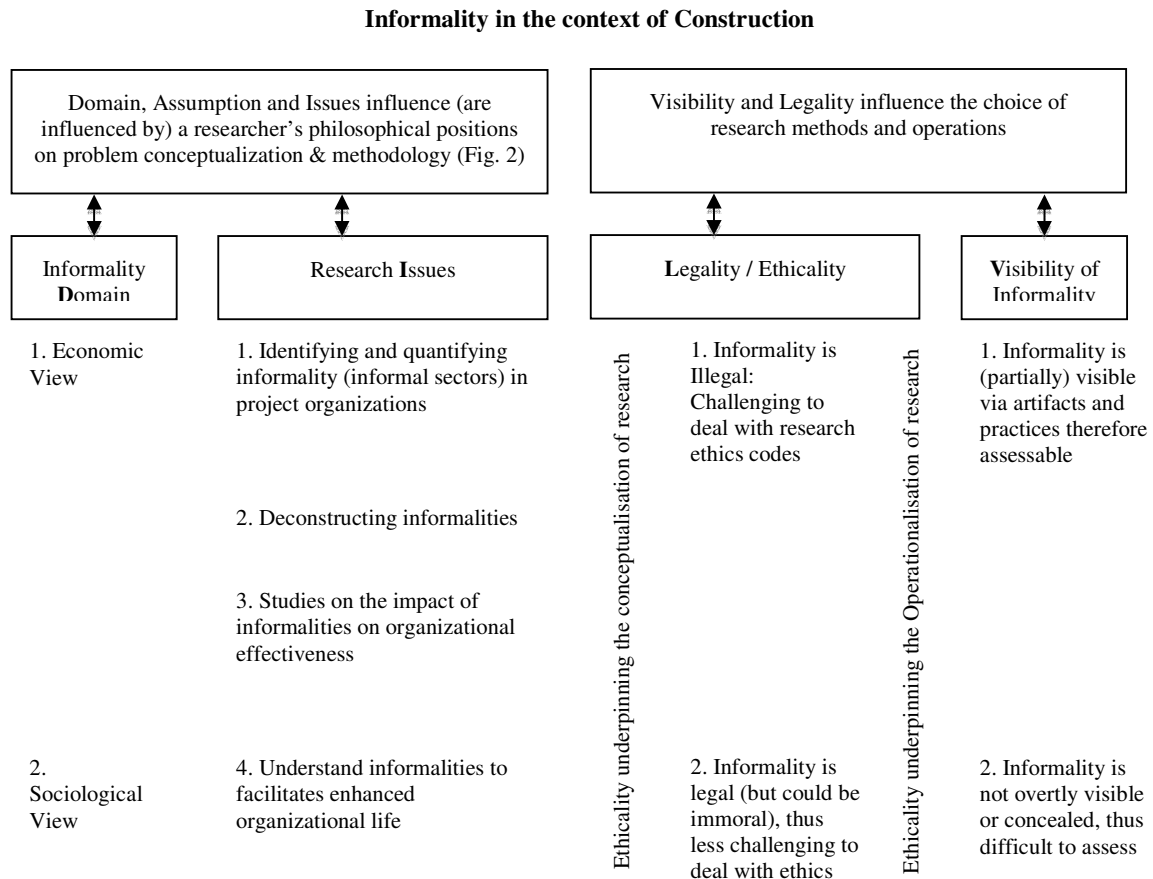 Informality in the context of Construction
Domain, Assumption and Issues influence (are
influenced by) a researcher's philosophical positions
on problem conceptualization & methodology (Fig. 2)
Visibility and Legality influence the choice of
research methods and operations
Informality
Domain
Research Issues
Legality / Ethicality
Visibility of
Informality
1. Economic
View
2.
Sociological
View
1. Identifying and quantifying
informality (informal sectors) in
project organizations
2. Deconstructing informalities
3. Studies on the impact of
informalities on organizational
effectiveness
4. Understand informalities to
facilitates enhanced
organizational life
Ethicality underpinning the conceptualisation of research
1. Informality is
Illegal:
Challenging to
deal with research
ethics codes
2. Informality is
legal (but could be
immoral), thus
less challenging to
deal with ethics
Ethicality underpinning the Operationalisation of research
1. Informality is
(partially) visible
via artifacts and
practices therefore
assessable
2. Informality is
not overtly visible
or concealed, thus
difficult to assess